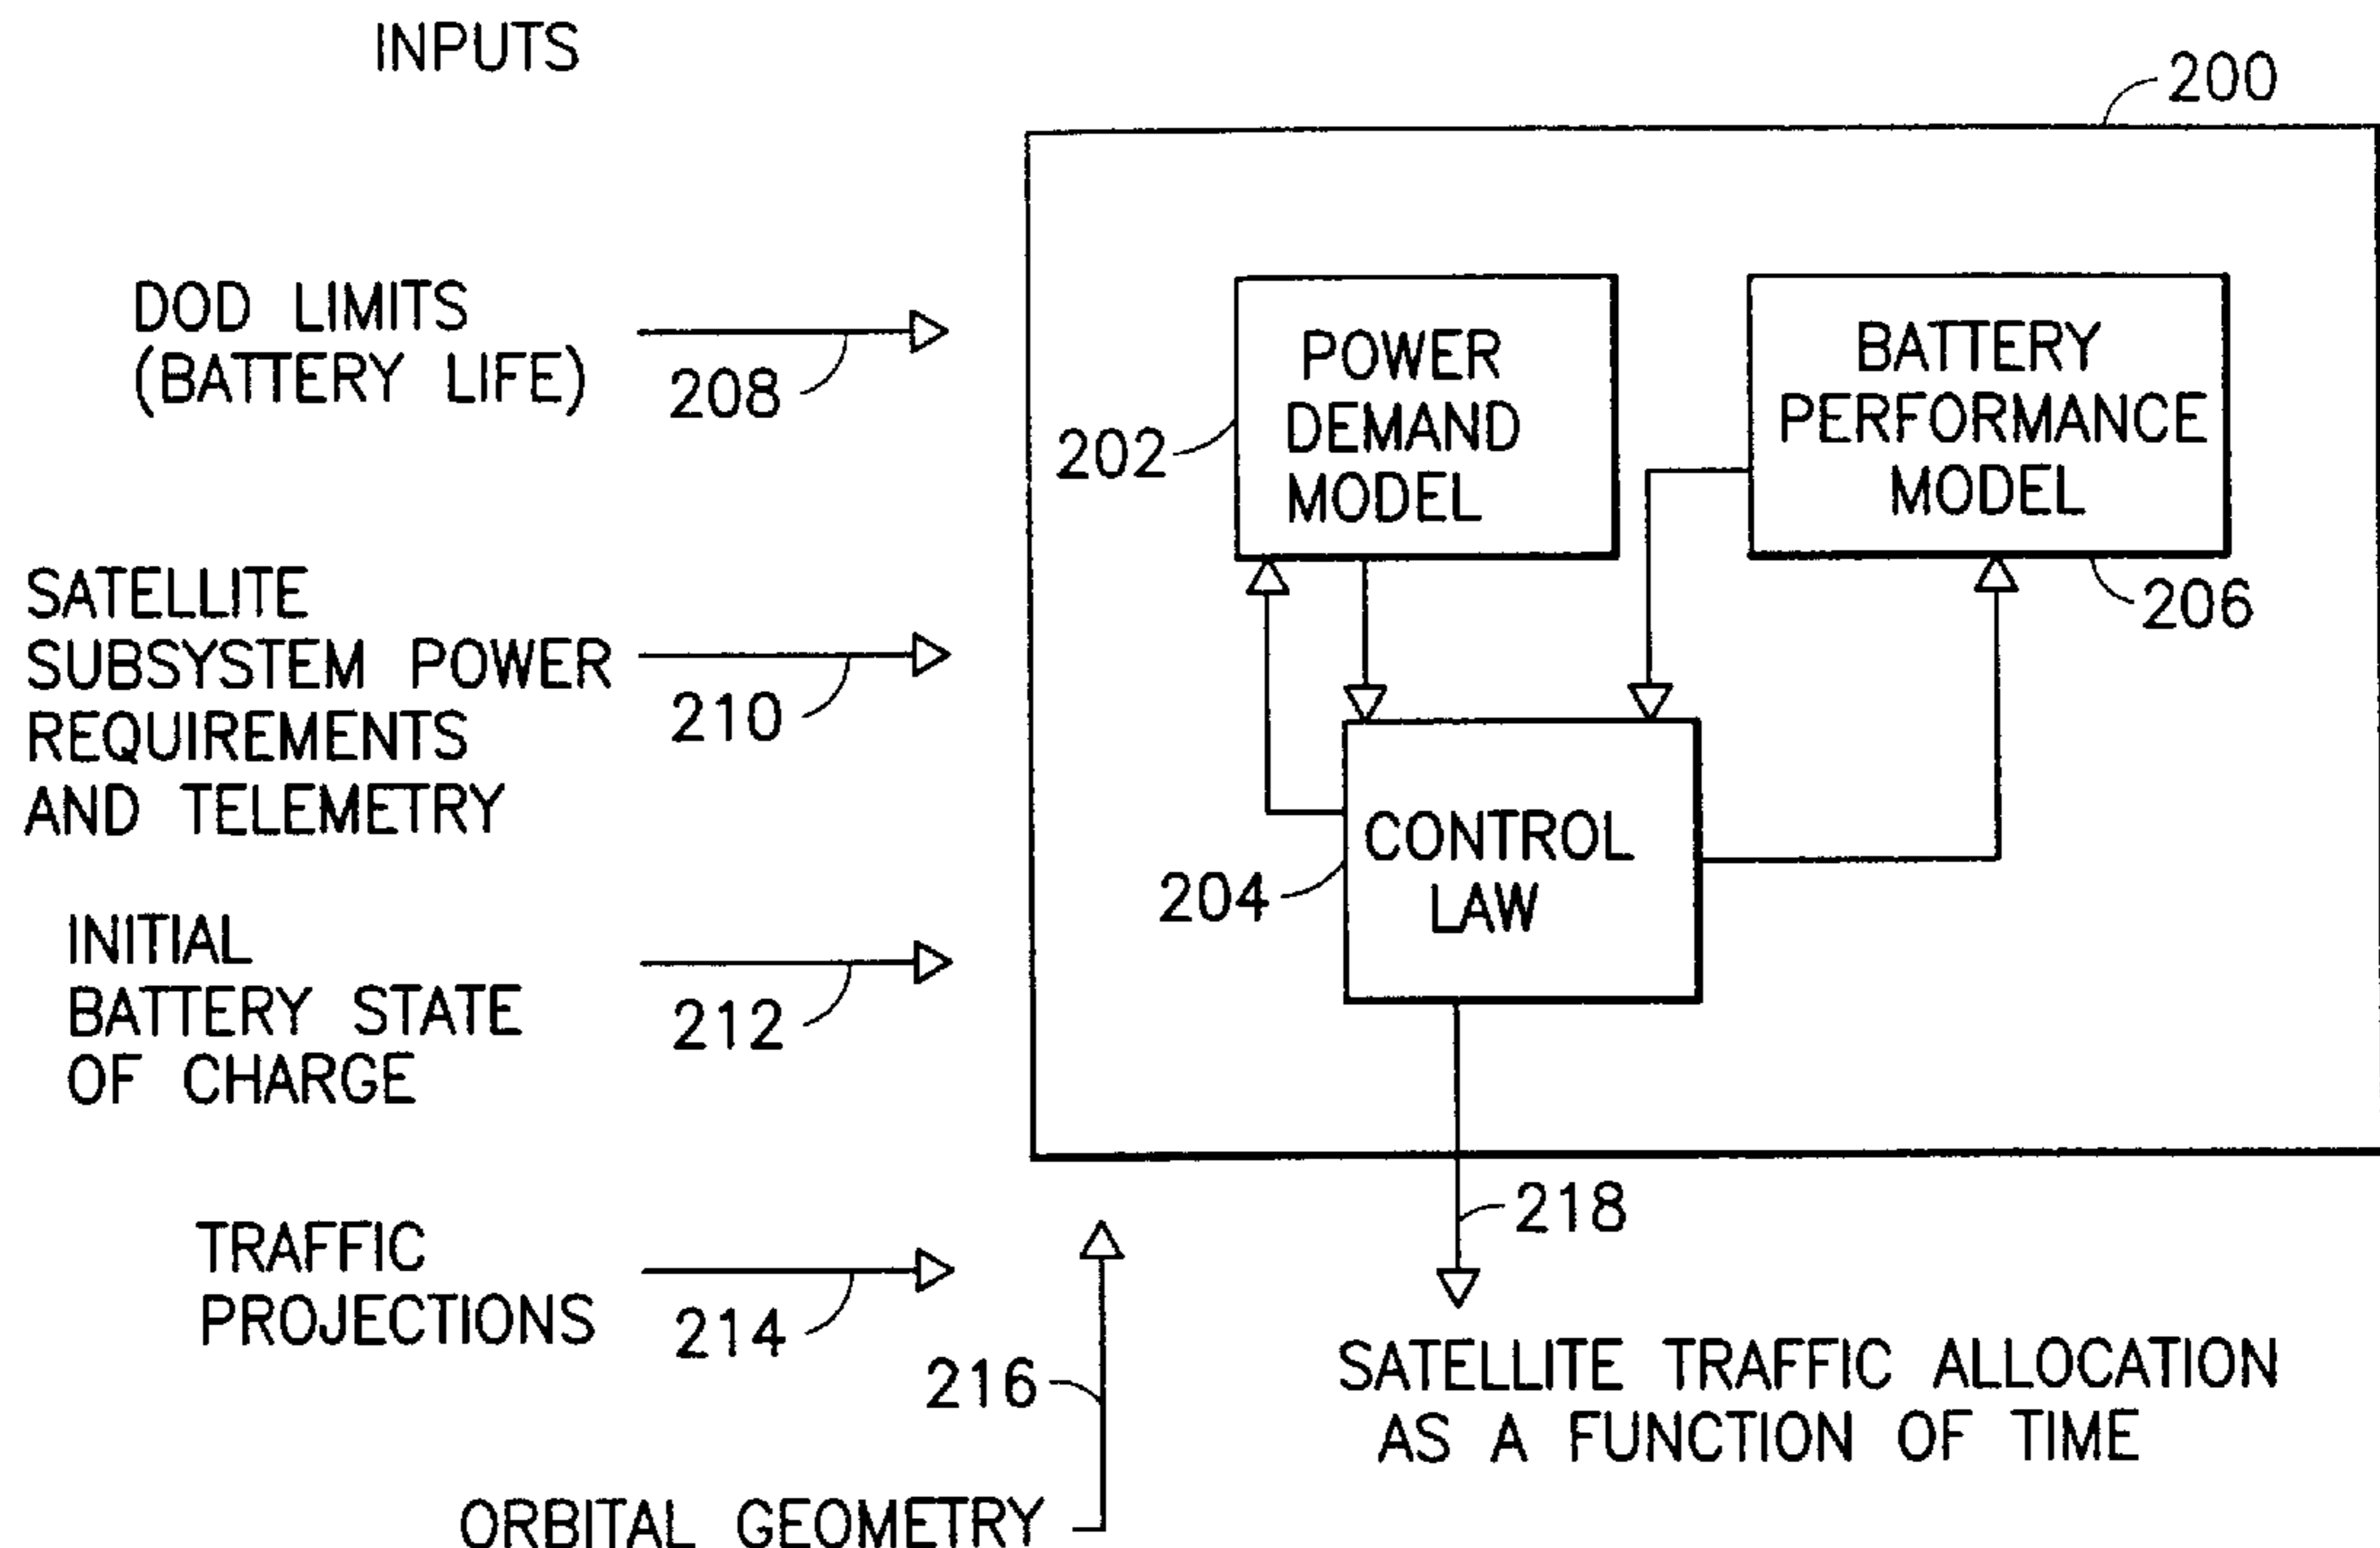 INPUTS
200
DOD LIMITS
(BATTERY LIFE)
208
SATELLITE
SUBSYSTEM POWER
REQUIREMENTS
AND TELEMETRY
210
INITIAL
BATTERY STATE
OF CHARGE
212
TRAFFIC
PROJECTIONS
214
ORBITAL GEOMETRY
216
POWER
DEMAND
MODEL
202
BATTERY
PERFORMANCE
MODEL
206
CONTROL
LAW
204
218
SATELLITE TRAFFIC ALLOCATION
AS A FUNCTION OF TIME